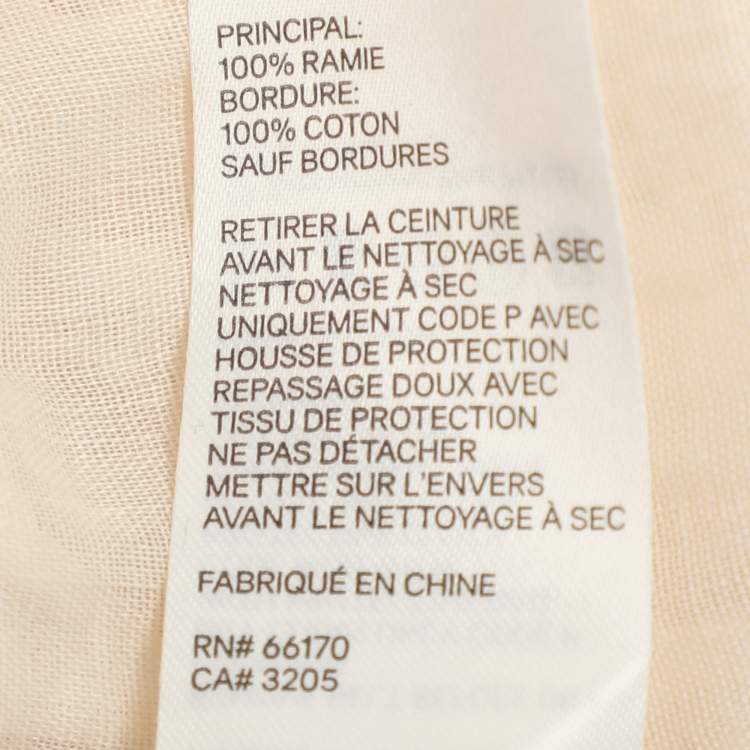 PRINCIPAL:
100% RAMIE
BORDURE:
100% COTON
SAUF BORDURES
RETIRER LA CEINTURE
AVANT LE NETTOYAGE À SEC
NETTOYAGE À SEC
UNIQUEMENT CODE P AVEC
HOUSSE DE PROTECTION
REPASSAGE DOUX AVEC
TISSU DE PROTECTION
NE PAS DÉTACHER
METTRE SUR L'ENVERS
AVANT LE NETTOYAGE À SEC
FABRIQUÉ EN CHINE
RN# 66170
CA# 3205